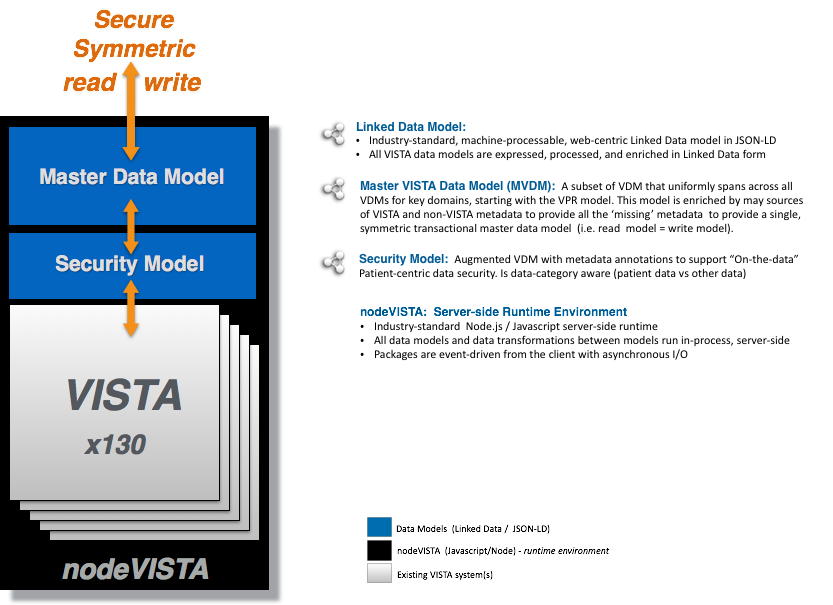 Secure
Symmetric
read write
Master Data Model
Security Model
VISTA
x130
nodeVISTA
Linked Data Model:
• Industry-standard, machine-processable, web-centric Linked Data model in JSON-LD
• All VISTA data models are expressed, processed, and enriched in Linked Data form
Master VISTA Data Model (MVDM): A subset of VDM that uniformly spans across all
VDMs for key domains, starting with the VPR model. This model is enriched by may sources
of VISTA and non-VISTA metadata to provide all the ‘missing’ metadata to provide a single,
symmetric transactional master data model (i.e. read model = write model).
Security Model: Augmented VDM with metadata annotations to support “On-the-data”
Patient-centric data security. Is data-category aware (patient data vs other data)
nodeVISTA: Server-side Runtime Environment
• Industry-standard Node.js / Javascript server-side runtime
• All data models and data transformations between models run in-process, server-side
• Packages are event-driven from the client with asynchronous I/O
Data Models (Linked Data / JSON-LD)
nodeVISTA (Javascript/Node) - runtime environment
Existing VISTA system(s)